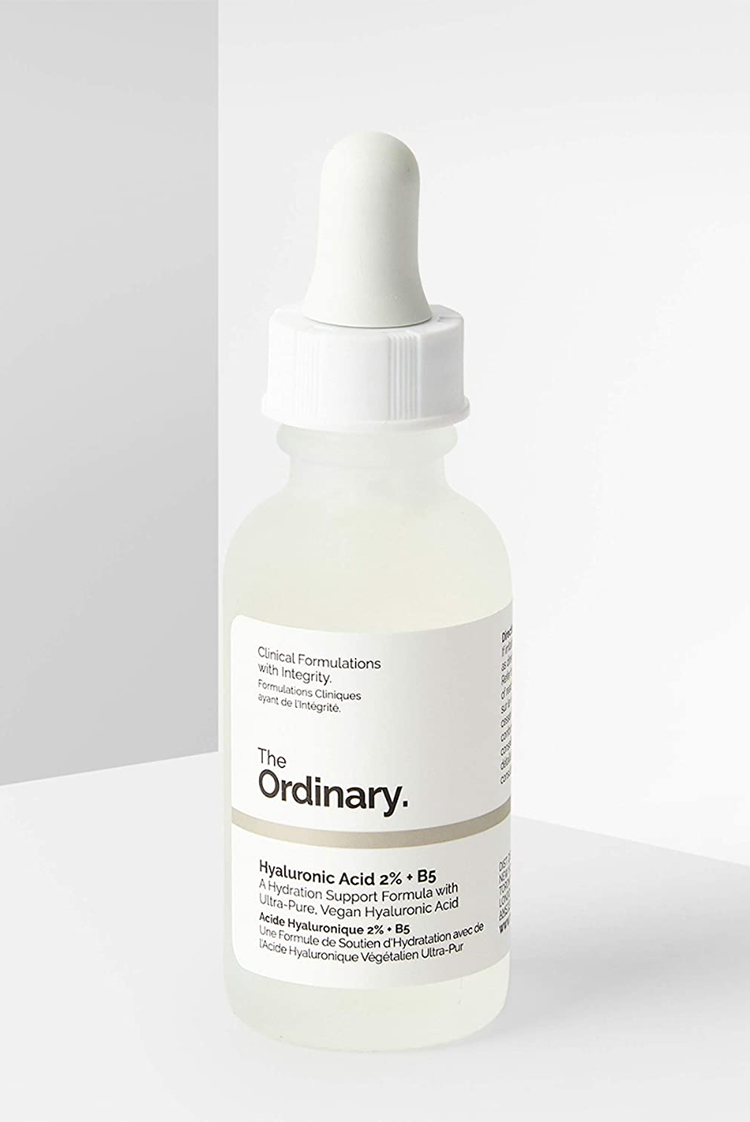 Clinical Formulations
with Integrity.
Formulations Cliniques
ayant de l'Intégrité.
The
Ordinary.
Hyaluronic Acid 2% + B5
A Hydration Support Formula with
Ultra-Pure, Vegan Hyaluronic Acid
Acide Hyaluronique 2% + B5
Une Formule de Soutien d'Hydratation avec de
l'Acide Hyaluronique Végétalien Ultra-Pur